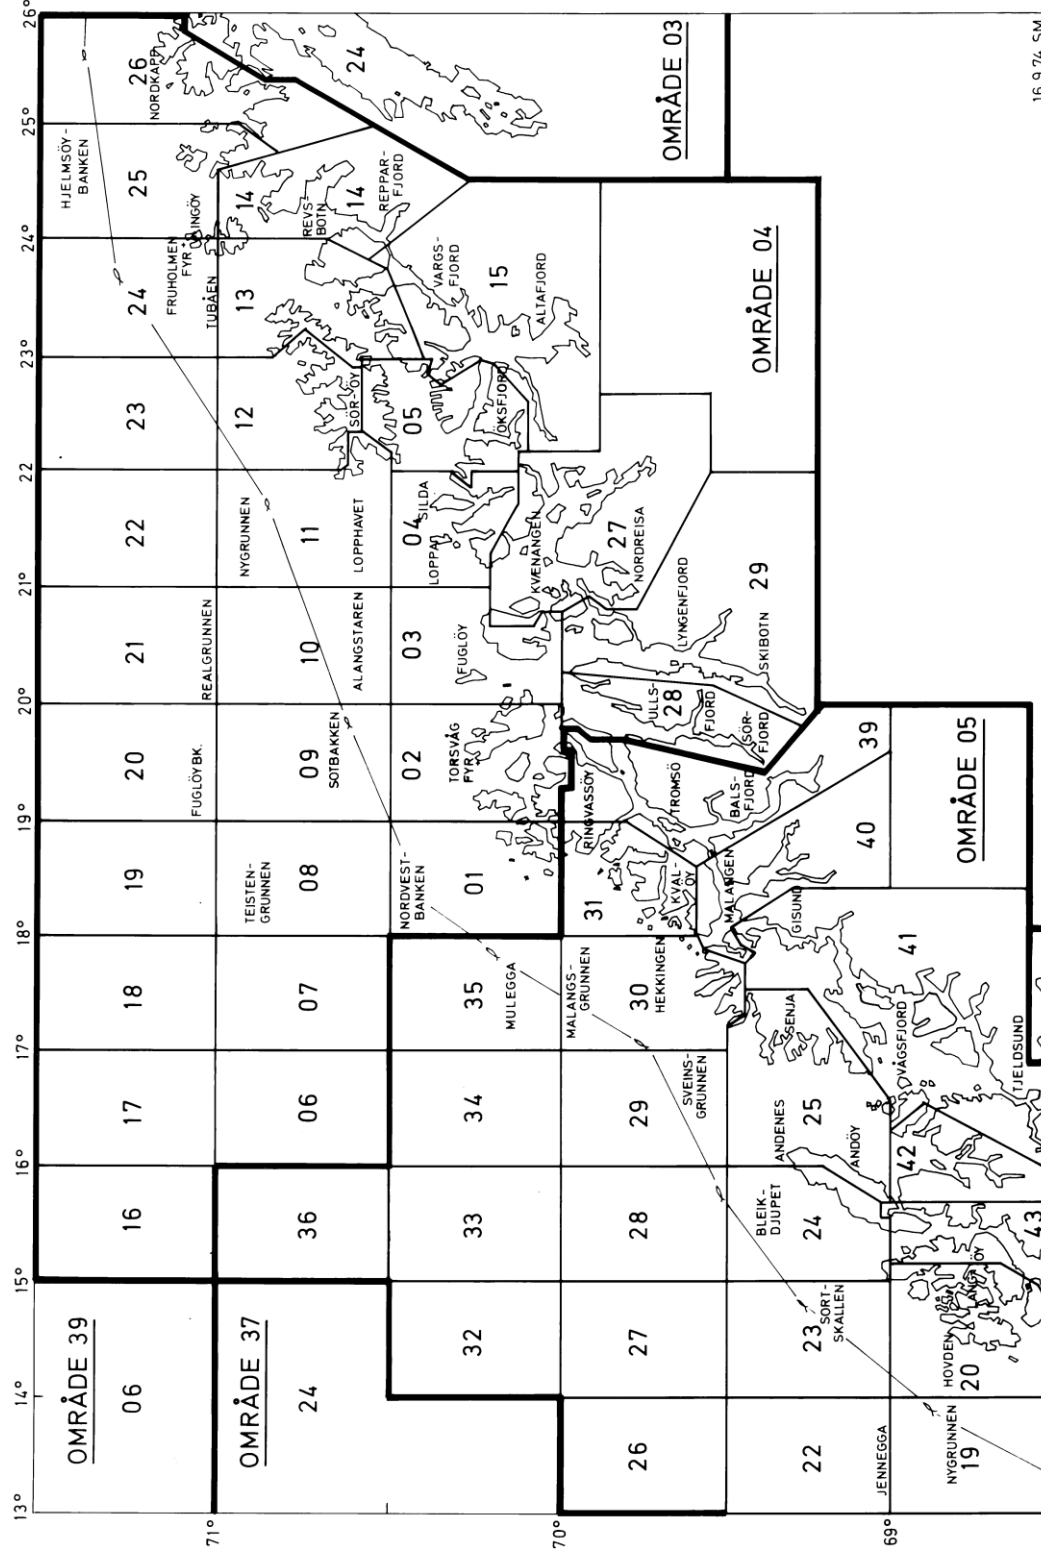 13°
14°
15°
16°
17°
18°
19°
20°
21°
22°
23°
24°
25°
26°
OMRÅDE 39
06
16
17
18
19
20
21
22
23
24
25
26
HJELMSÖY-
BANKEN
NORDKAPP
FRUHOLMEN
FYR
INGÖY
TUBÅEN
FUGLÖYBK.
REALGRUNNEN
71°
OMRÅDE 37
24
36
06
07
08
09
10
11
12
13
14
14
24
TEISTEN-
GRUNNEN
NYGRUNNEN
SOTBAKKEN
ALANGSTAREN
LOPPHAVET
SÖR-ÖY
REVS-
BOTN
REPPAR-
FJORD
32
33
34
35
01
02
03
04
05
15
MULEGGA
NORDVEST-
BANKEN
TORSVÅG
FYR
FUGLÖY
LOPPA
SILDA
ÖKSFJORD
VARGS-
FJORD
ALTAFJORD
KVÆNANGEN
70°
26
27
28
29
30
31
28
27
OMRÅDE 03
SVEINS-
GRUNNEN
MALANGS-
GRUNNEN
HEKKINGEN
KVAL-
ÖY
RINGVASSÖY
TROMSÖ
ULLS-
FJORD
LYNGENFJORD
NORDREISA
22
23
24
25
29
OMRÅDE 04
SORT-
SKALLEN
BLEIK-
DJUPET
ANDENES
ANDÖY
SENJA
GISUND
MALANGEN
BALS-
FJORD
SÖR-
FJORD
SKIBOTN
JENNEGGA
69°
19
20
43
42
41
40
39
OMRÅDE 05
NYGRUNNEN
HOVDEN
VÅGSFJORD
TJELDSUND
16.9.74 SM